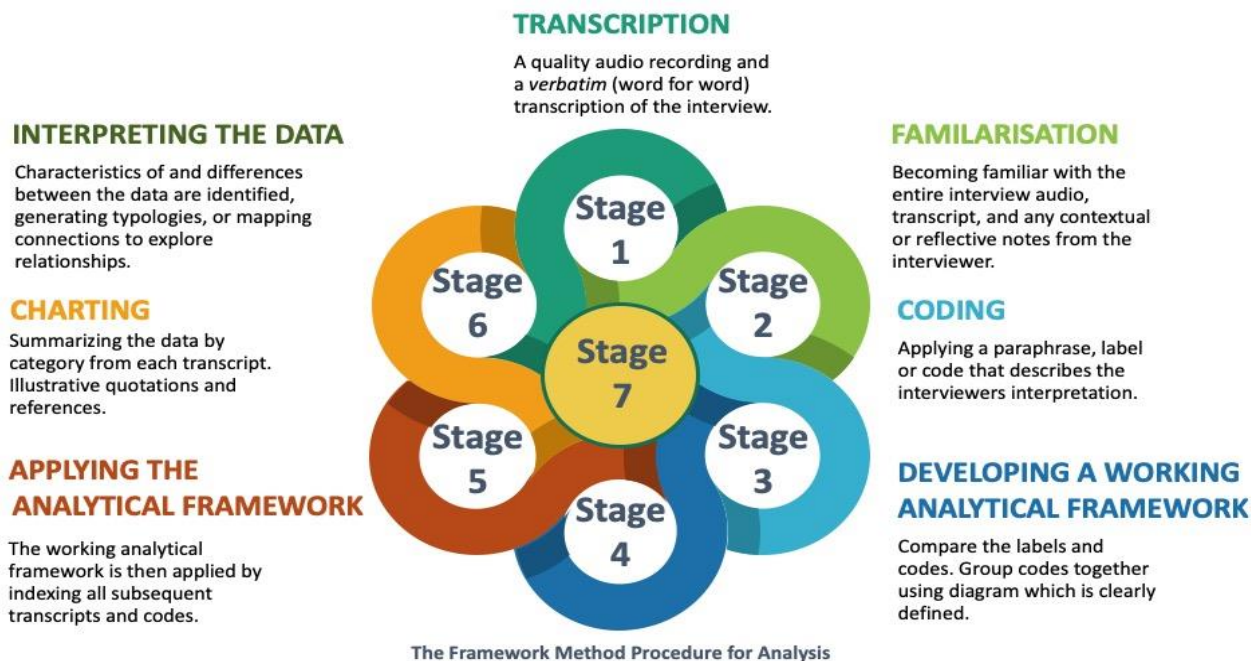 TRANSCRIPTION
A quality audio recording and
a verbatim (word for word)
transcription of the interview.
FAMILARISATION
Becoming familiar with the
entire interview audio,
transcript, and any contextual
or reflective notes from the
interviewer.
CODING
Applying a paraphrase, label
or code that describes the
interviewers interpretation.
DEVELOPING A WORKING
ANALYTICAL FRAMEWORK
Compare the labels and
codes. Group codes together
using diagram which is clearly
defined.
APPLYING THE
ANALYTICAL FRAMEWORK
The working analytical
framework is then applied by
indexing all subsequent
transcripts and codes.
CHARTING
Summarizing the data by
category from each transcript.
Illustrative quotations and
references.
INTERPRETING THE DATA
Characteristics of and differences
between the data are identified,
generating typologies, or mapping
connections to explore
relationships.
Stage
1
Stage
2
Stage
3
Stage
4
Stage
5
Stage
6
Stage
7
The Framework Method Procedure for Analysis